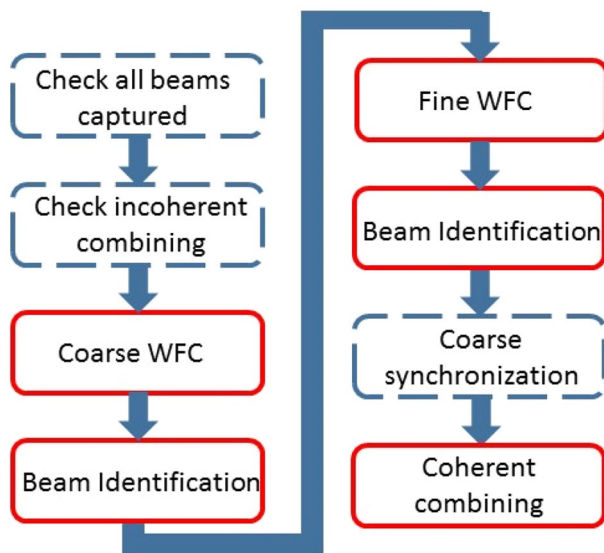 Check all beams
captured
Check incoherent
combining
Coarse WFC
Beam Identification
Fine WFC
Beam Identification
Coarse
synchronization
Coherent
combining